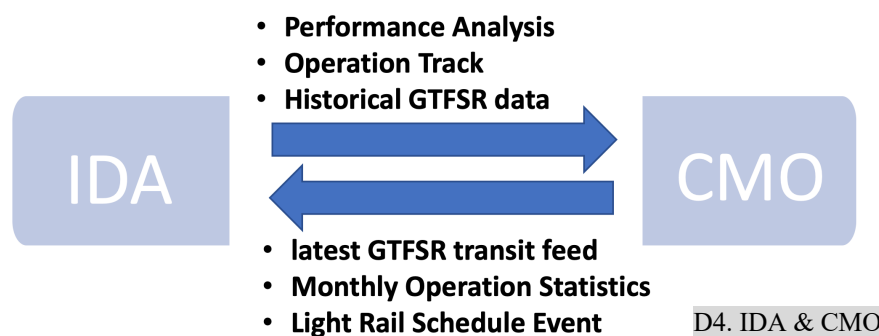 • Performance Analysis
• Operation Track
• Historical GTFSR data
IDA
CMO
• latest GTFSR transit feed
• Monthly Operation Statistics
• Light Rail Schedule Event
D4. IDA & CMO